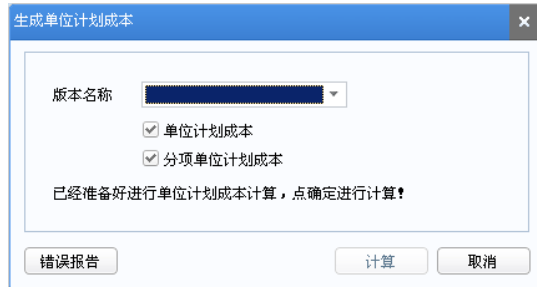 生成单位计划成本
版本名称
单位计划成本
分项单位计划成本
已经准备好进行单位计划成本计算，点确定进行计算！
错误报告 计算 取消